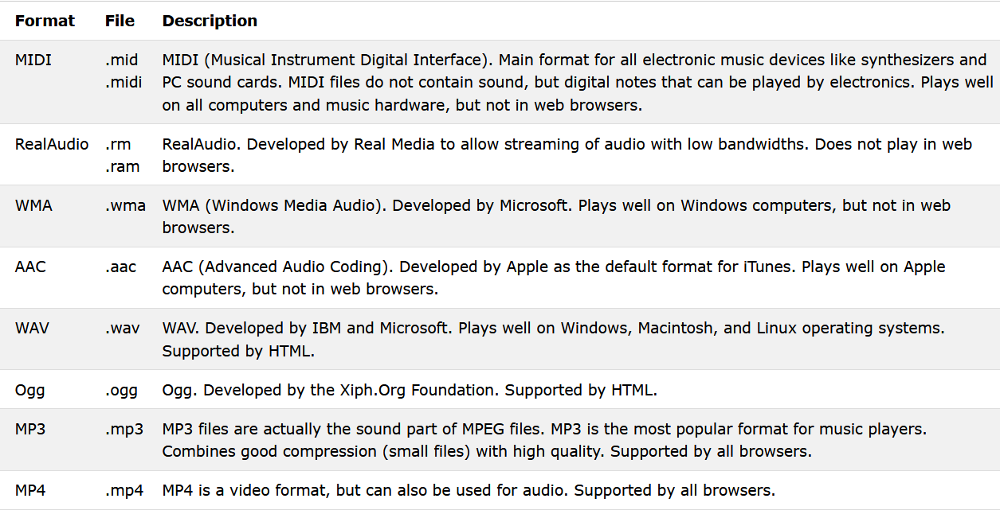 Format File Description
MIDI .mid MIDI (Musical Instrument Digital Interface). Main format for all electronic music devices like synthesizers and
.midi PC sound cards. MIDI files do not contain sound, but digital notes that can be played by electronics. Plays well
on all computers and music hardware, but not in web browsers.
RealAudio .rm RealAudio. Developed by Real Media to allow streaming of audio with low bandwidths. Does not play in web
.ram browsers.
WMA .wma WMA (Windows Media Audio). Developed by Microsoft. Plays well on Windows computers, but not in web
browsers.
AAC .aac AAC (Advanced Audio Coding). Developed by Apple as the default format for iTunes. Plays well on Apple
computers, but not in web browsers.
WAV .wav WAV. Developed by IBM and Microsoft. Plays well on Windows, Macintosh, and Linux operating systems.
Supported by HTML.
Ogg .ogg Ogg. Developed by the Xiph.Org Foundation. Supported by HTML.
MP3 .mp3 MP3 files are actually the sound part of MPEG files. MP3 is the most popular format for music players.
Combines good compression (small files) with high quality. Supported by all browsers.
MP4 .mp4 MP4 is a video format, but can also be used for audio. Supported by all browsers.